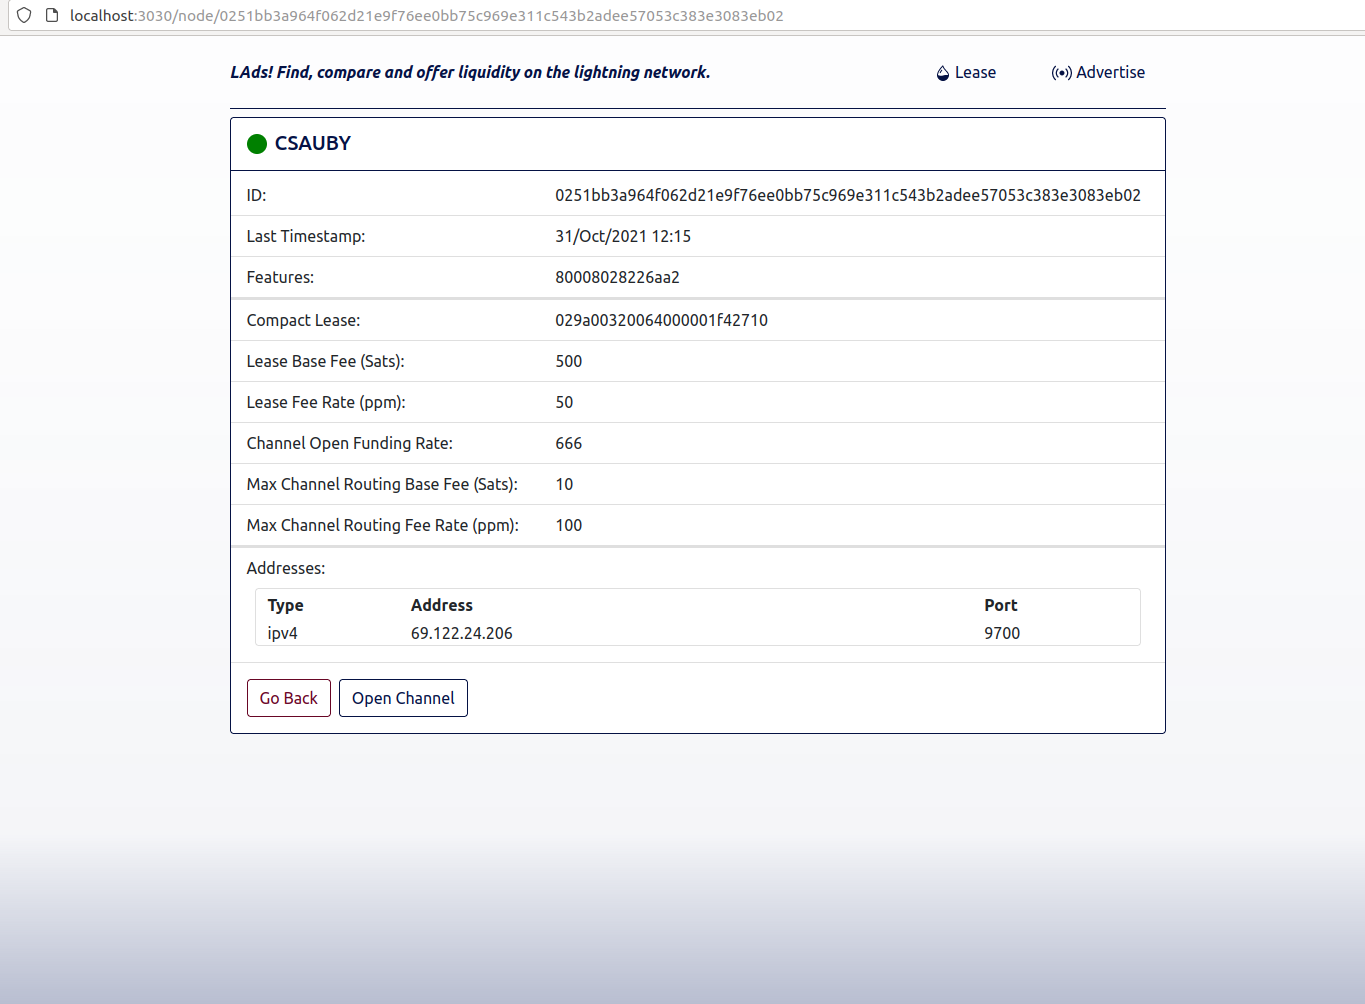 localhost:3030/node/0251bb3a964f062d21e9f76ee0bb75c969e311c543b2adee57053c383e3083eb02
LAds! Find, compare and offer liquidity on the lightning network. Lease Advertise
CSAUBY
ID: 0251bb3a964f062d21e9f76ee0bb75c969e311c543b2adee57053c383e3083eb02
Last Timestamp: 31/Oct/2021 12:15
Features: 80008028226aa2
Compact Lease: 029a00320064000001f42710
Lease Base Fee (Sats): 500
Lease Fee Rate (ppm): 50
Channel Open Funding Rate: 666
Max Channel Routing Base Fee (Sats): 10
Max Channel Routing Fee Rate (ppm): 100
Addresses:
Type Address Port
ipv4 69.122.24.206 9700
Go Back Open Channel